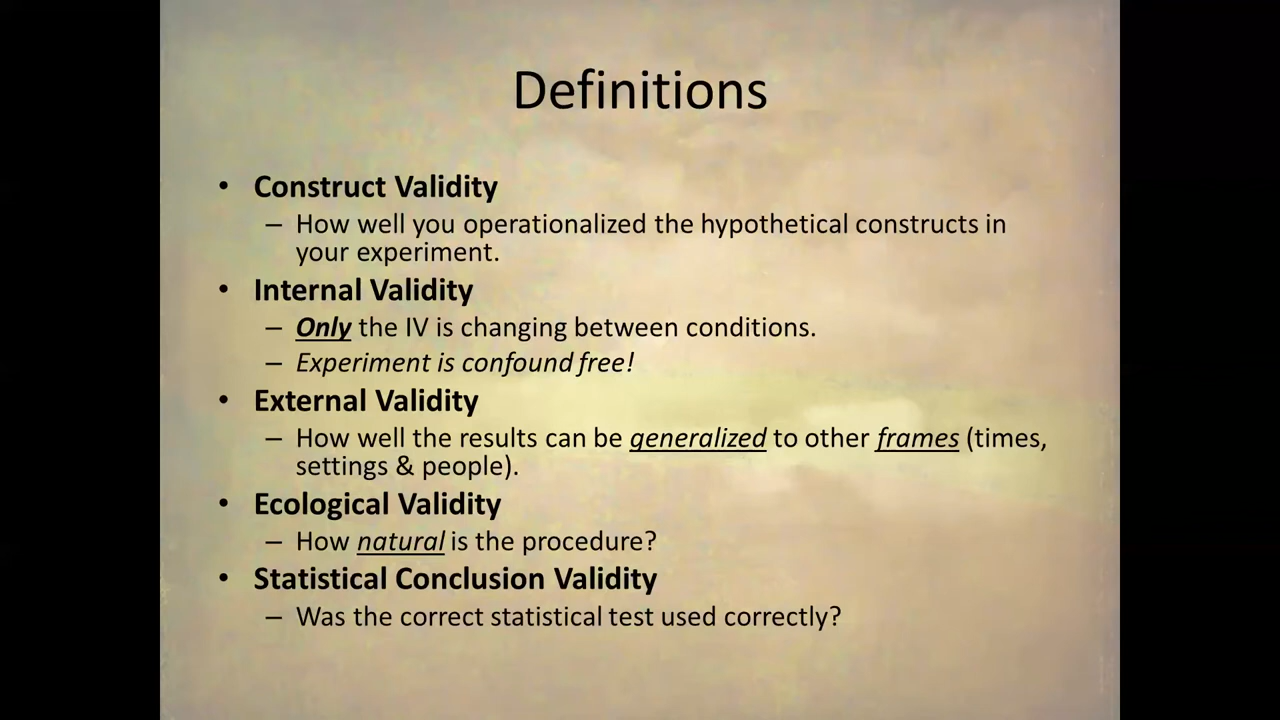 Definitions
• Construct Validity
– How well you operationalized the hypothetical constructs in
your experiment.
• Internal Validity
– Only the IV is changing between conditions.
– Experiment is confound free!
• External Validity
– How well the results can be generalized to other frames (times,
settings & people).
• Ecological Validity
– How natural is the procedure?
• Statistical Conclusion Validity
– Was the correct statistical test used correctly?